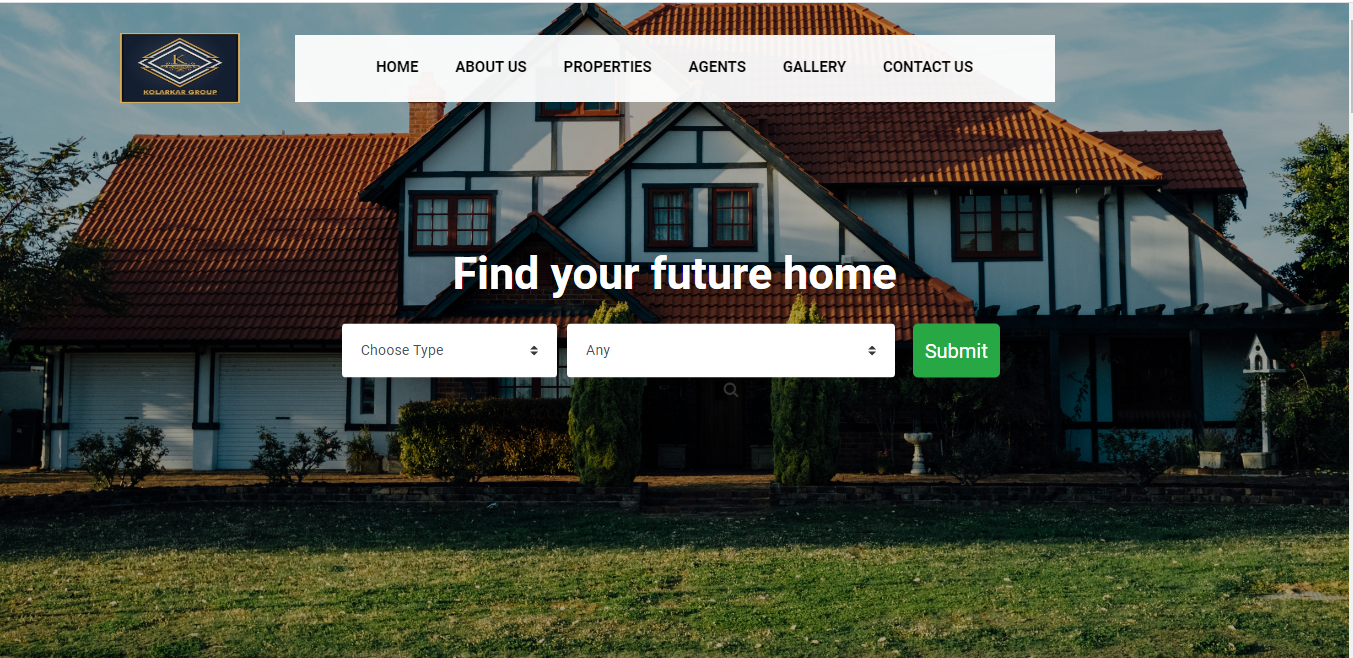 KOLARKAR GROUP
HOME ABOUT US PROPERTIES AGENTS GALLERY CONTACT US
Find your future home
Choose Type Any Submit